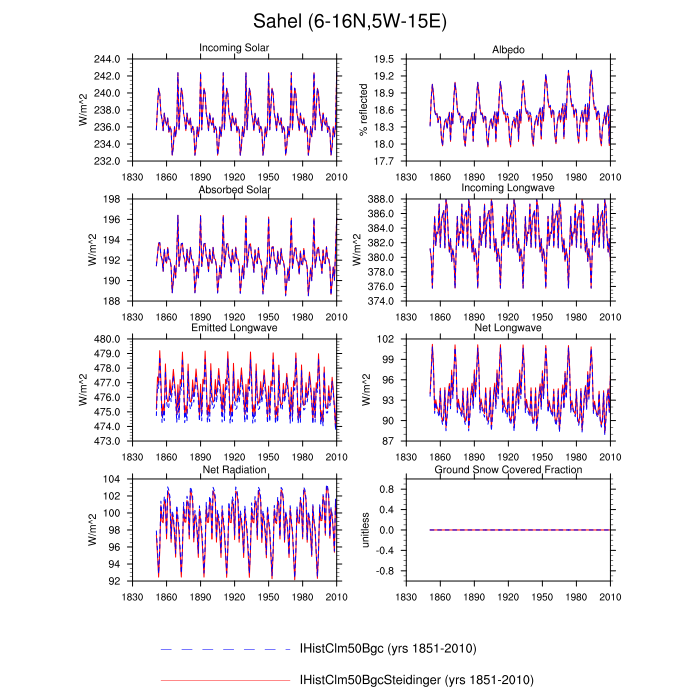 Sahel (6-16N,5W-15E)
Incoming Solar
W/m^2
244.0
242.0
240.0
238.0
236.0
234.0
232.0
1830 1860 1890 1920 1950 1980 2010
Albedo
% reflected
19.5
19.2
18.9
18.6
18.3
18.0
17.7
1830 1860 1890 1920 1950 1980 2010
Absorbed Solar
W/m^2
198
196
194
192
190
188
1830 1860 1890 1920 1950 1980 2010
Incoming Longwave
W/m^2
388.0
386.0
384.0
382.0
380.0
378.0
376.0
374.0
1830 1860 1890 1920 1950 1980 2010
Emitted Longwave
W/m^2
480.0
479.0
478.0
477.0
476.0
475.0
474.0
473.0
1830 1860 1890 1920 1950 1980 2010
Net Longwave
W/m^2
102
99
96
93
90
87
1830 1860 1890 1920 1950 1980 2010
Net Radiation
W/m^2
104
102
100
98
96
94
92
1830 1860 1890 1920 1950 1980 2010
Ground Snow Covered Fraction
unitless
0.8
0.4
0.0
-0.4
-0.8
1830 1860 1890 1920 1950 1980 2010
IHistClm50Bgc (yrs 1851-2010)
IHistClm50BgcSteidinger (yrs 1851-2010)